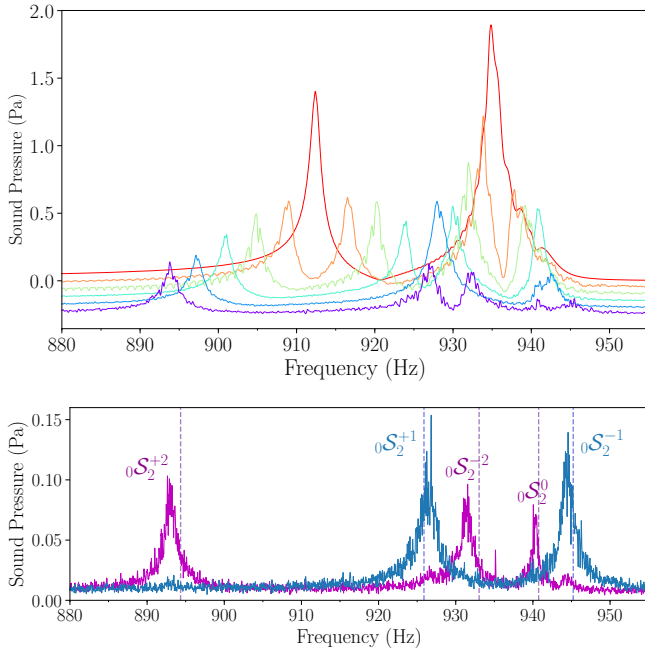 2.0
1.5
1.0
0.5
0.0
Sound Pressure (Pa)
880 890 900 910 920 930 940 950
Frequency (Hz)
0.15
0.10
0.05
0.00
Sound Pressure (Pa)
₀𝒮₂⁺² ₀𝒮₂⁺¹ ₀𝒮₂⁻² ₀𝒮₂⁰ ₀𝒮₂⁻¹
880 890 900 910 920 930 940 950
Frequency (Hz)